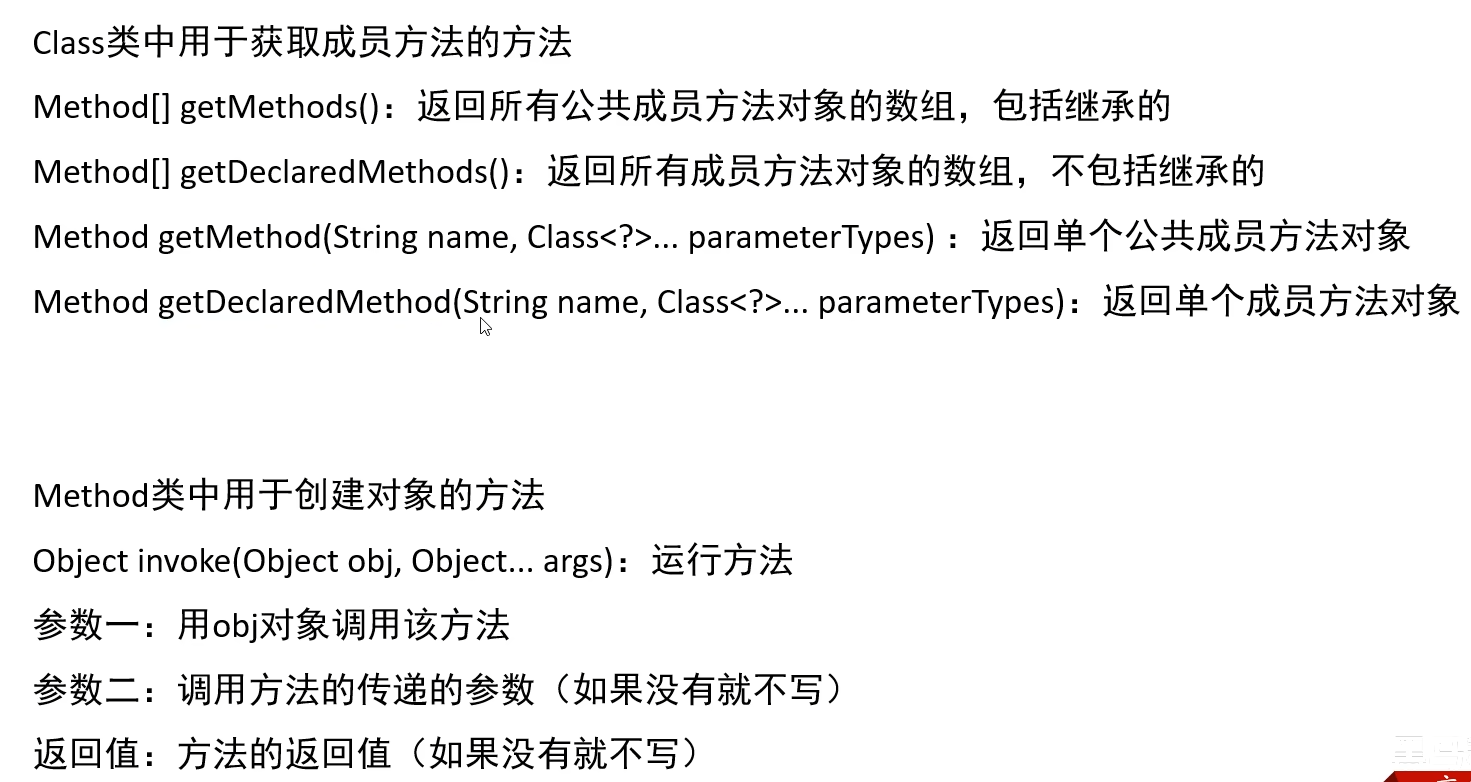 Class类中用于获取成员方法的方法
Method[] getMethods()：返回所有公共成员方法对象的数组，包括继承的
Method[] getDeclaredMethods()：返回所有成员方法对象的数组，不包括继承的
Method getMethod(String name, Class<?>... parameterTypes) ：返回单个公共成员方法对象
Method getDeclaredMethod(String name, Class<?>... parameterTypes)：返回单个成员方法对象
Method类中用于创建对象的方法
Object invoke(Object obj, Object... args)：运行方法
参数一：用obj对象调用该方法
参数二：调用方法的传递的参数（如果没有就不写）
返回值：方法的返回值（如果没有就不写）